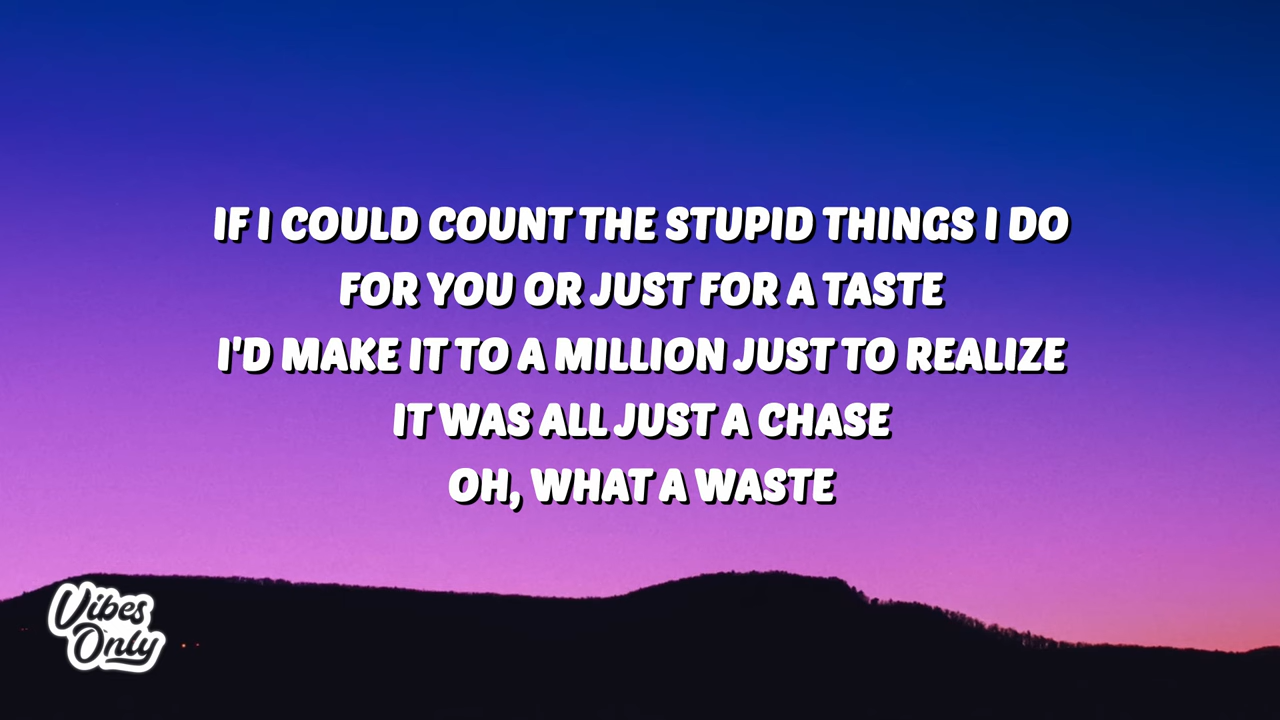 IF I COULD COUNT THE STUPID THINGS I DO
FOR YOU OR JUST FOR A TASTE
I'D MAKE IT TO A MILLION JUST TO REALIZE
IT WAS ALL JUST A CHASE
OH, WHAT A WASTE
Vibes
Only